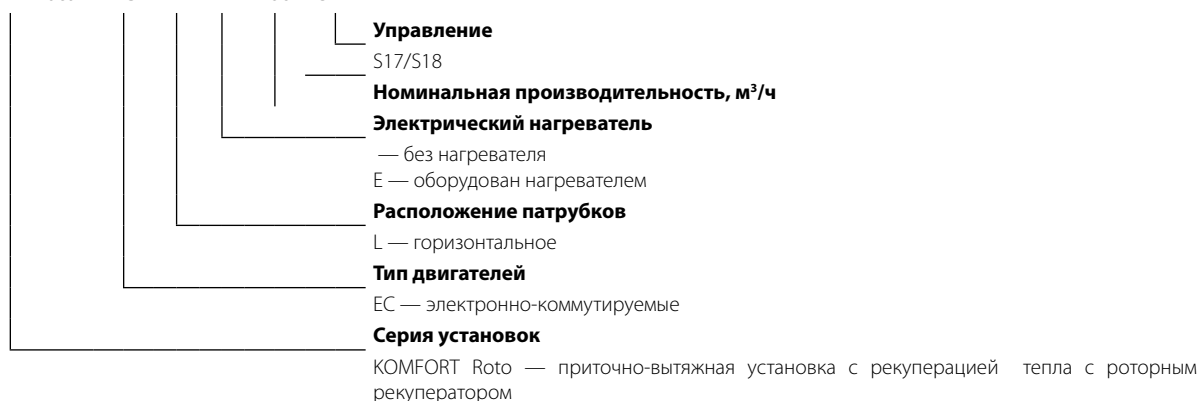 Управление
S17/S18
Номинальная производительность, м³/ч
Электрический нагреватель
— без нагревателя
E — оборудован нагревателем
Расположение патрубков
L — горизонтальное
Тип двигателей
EC — электронно-коммутируемые
Серия установок
KOMFORT Roto — приточно-вытяжная установка с рекуперацией тепла с роторным
рекуператором